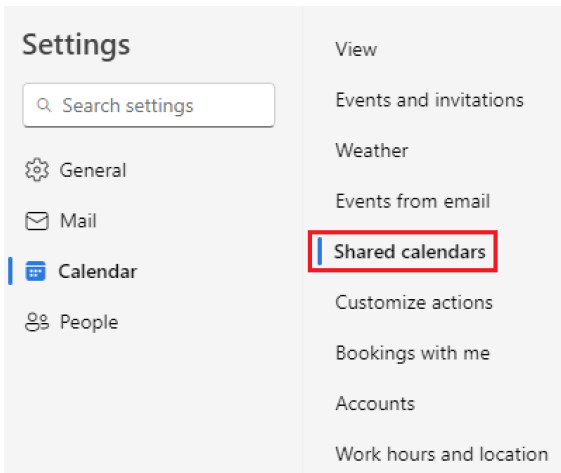 Settings
Search settings
General
Mail
Calendar
People
View
Events and invitations
Weather
Events from email
Shared calendars
Customize actions
Bookings with me
Accounts
Work hours and location